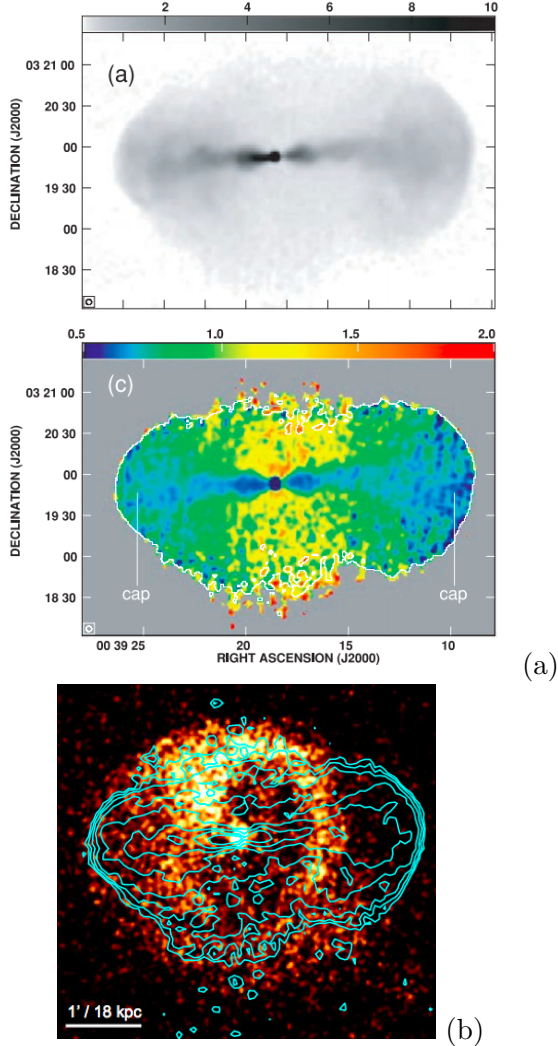 2 4 6 8 10
(a)
DECLINATION (J2000)
03 21 00
20 30
00
19 30
00
18 30
0.5 1.0 1.5 2.0
(c)
DECLINATION (J2000)
03 21 00
20 30
00
19 30
00
18 30
cap cap
00 39 25 20 15 10
RIGHT ASCENSION (J2000)
(a)
1' / 18 kpc
(b)